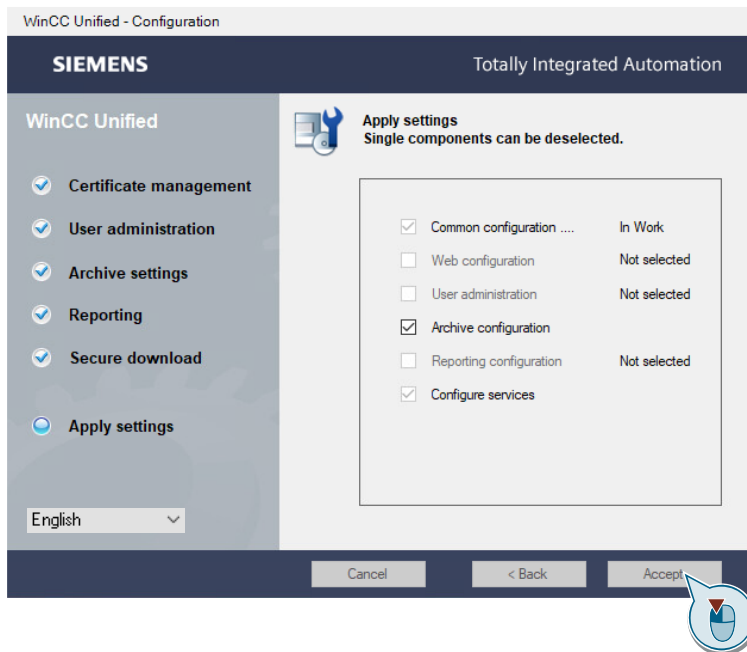 WinCC Unified - Configuration
SIEMENS
Totally Integrated Automation
WinCC Unified
Certificate management
User administration
Archive settings
Reporting
Secure download
Apply settings
English
Apply settings
Single components can be deselected.
Common configuration .... In Work
Web configuration Not selected
User administration Not selected
Archive configuration
Reporting configuration Not selected
Configure services
Cancel
< Back
Accept